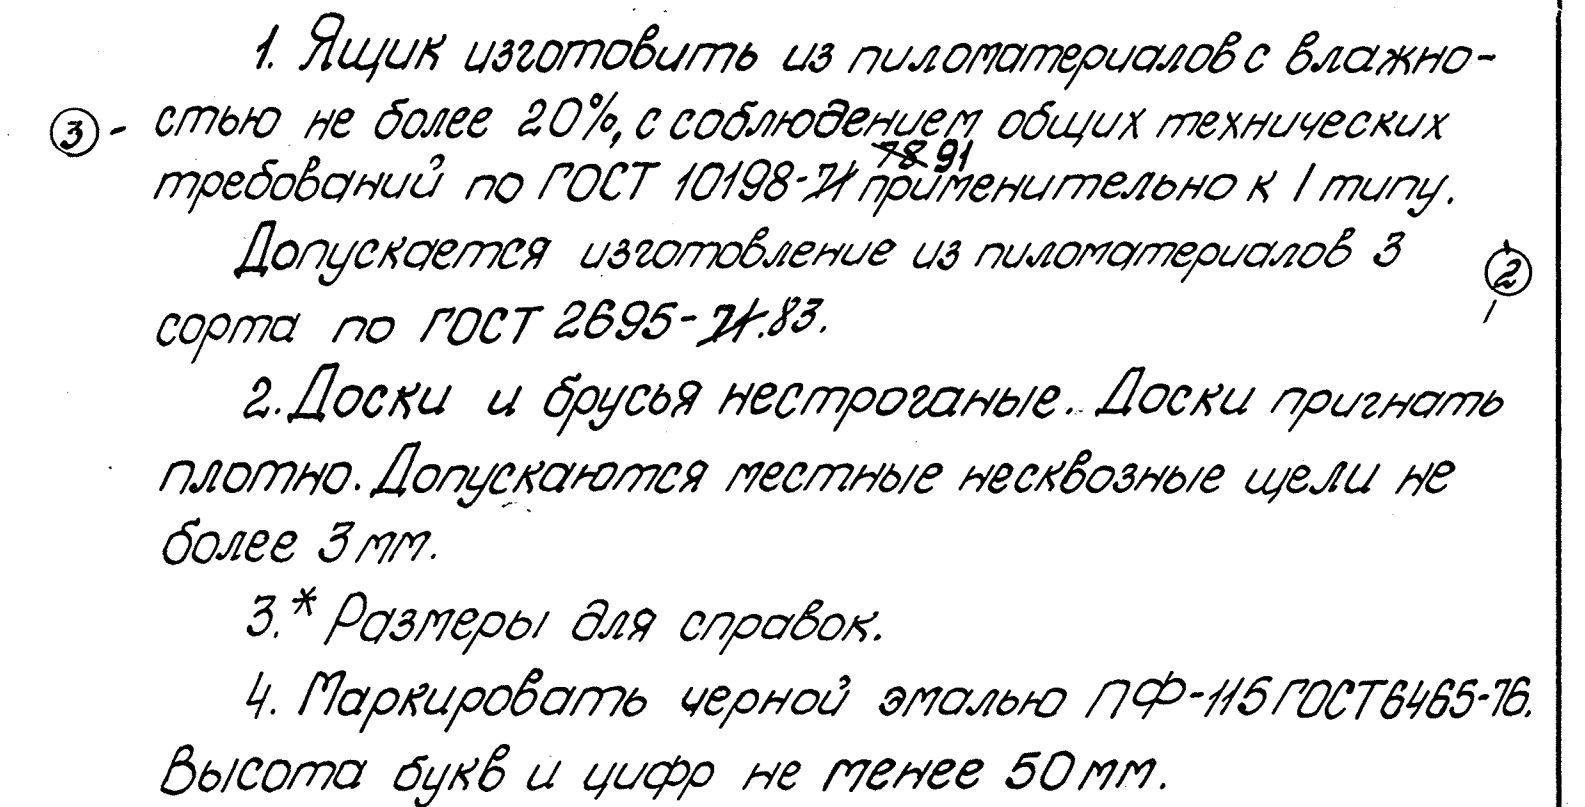 1. Ящик изготовить из пиломатериалов с влажно-
③ - стью не более 20%, с соблюдением общих технических
78 91
требований по ГОСТ 10198-71 применительно к I типу.
Допускается изготовление из пиломатериалов 3
②
сорта по ГОСТ 2695-71.83.
2. Доски и брусья нестроганые. Доски пригнать
плотно. Допускаются местные несквозные щели не
более 3 мм.
3.* Размеры для справок.
4. Маркировать черной эмалью ПФ-115 ГОСТ 6465-76.
Высота букв и цифр не менее 50 мм.